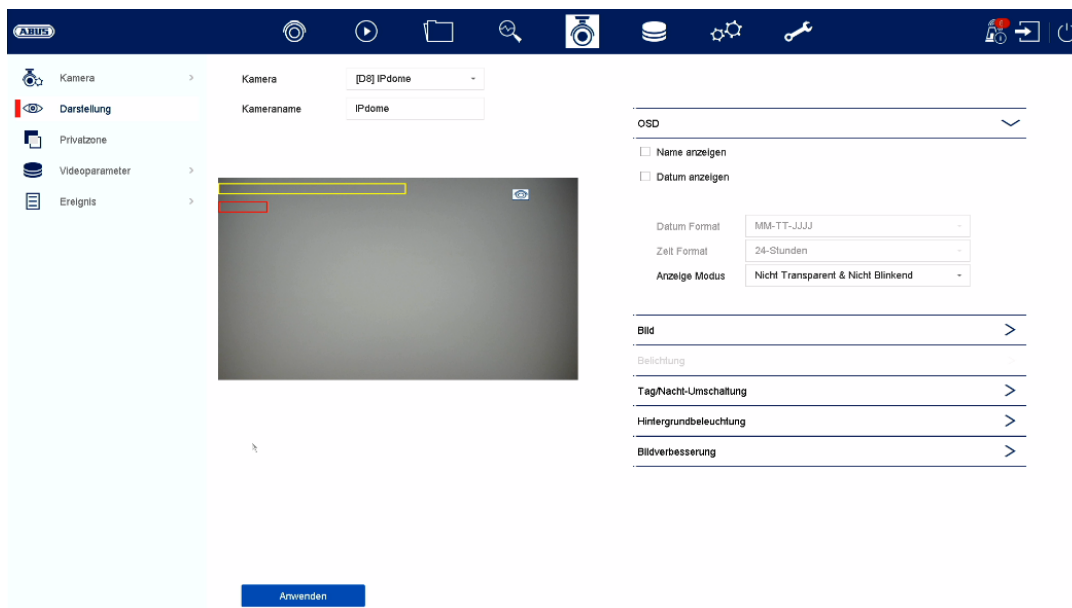 ABUS
Kamera
Darstellung
Privatzone
Videoparameter
Ereignis
Kamera [D8] IPdome
Kameraname IPdome
OSD
Name anzeigen
Datum anzeigen
Datum Format MM-TT-JJJJ
Zeit Format 24-Stunden
Anzeige Modus Nicht Transparent & Nicht Blinkend
Bild
Belichtung
Tag/Nacht-Umschaltung
Hintergrundbeleuchtung
Bildverbesserung
Anwenden